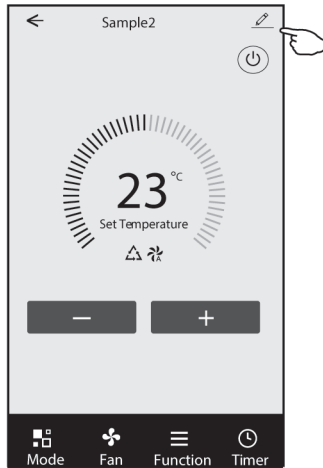 Sample2
23 °C
Set Temperature
A
− +
Mode Fan Function Timer